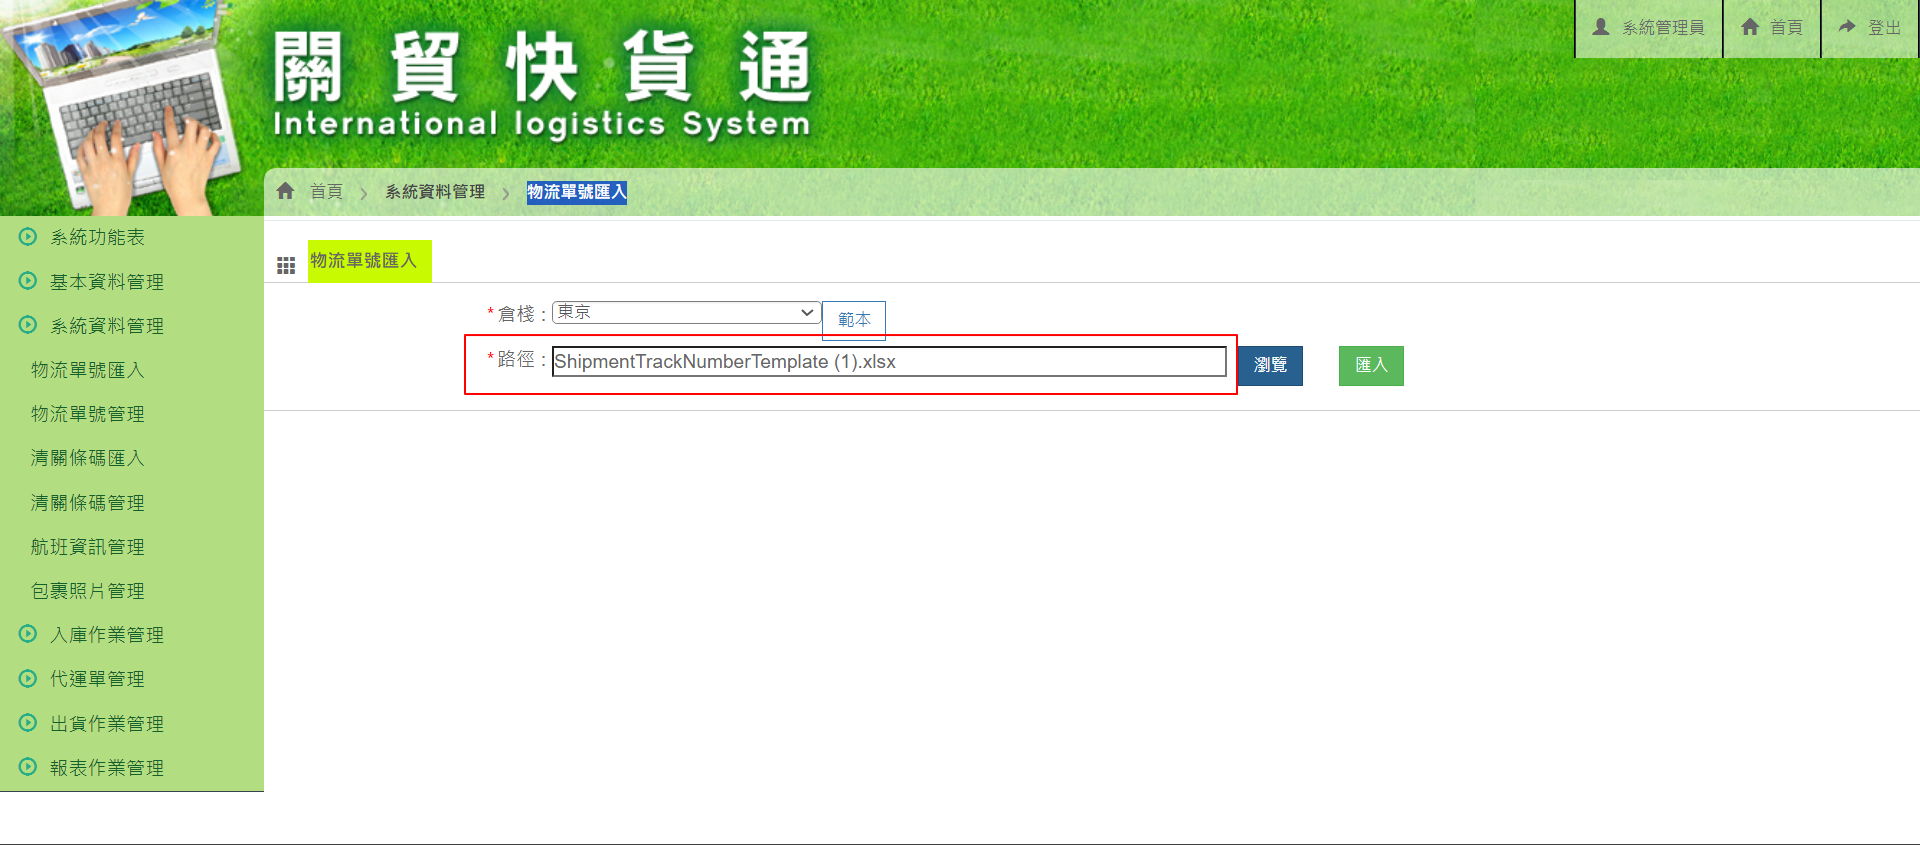 關貿快貨通
International logistics System
系統管理員 首頁 登出
首頁 系統資料管理 物流單號匯入
系統功能表
基本資料管理
系統資料管理
物流單號匯入
物流單號管理
清關條碼匯入
清關條碼管理
航班資訊管理
包裹照片管理
入庫作業管理
代運單管理
出貨作業管理
報表作業管理
物流單號匯入
*倉棧： 東京 範本
*路徑： ShipmentTrackNumberTemplate (1).xlsx 瀏覽 匯入